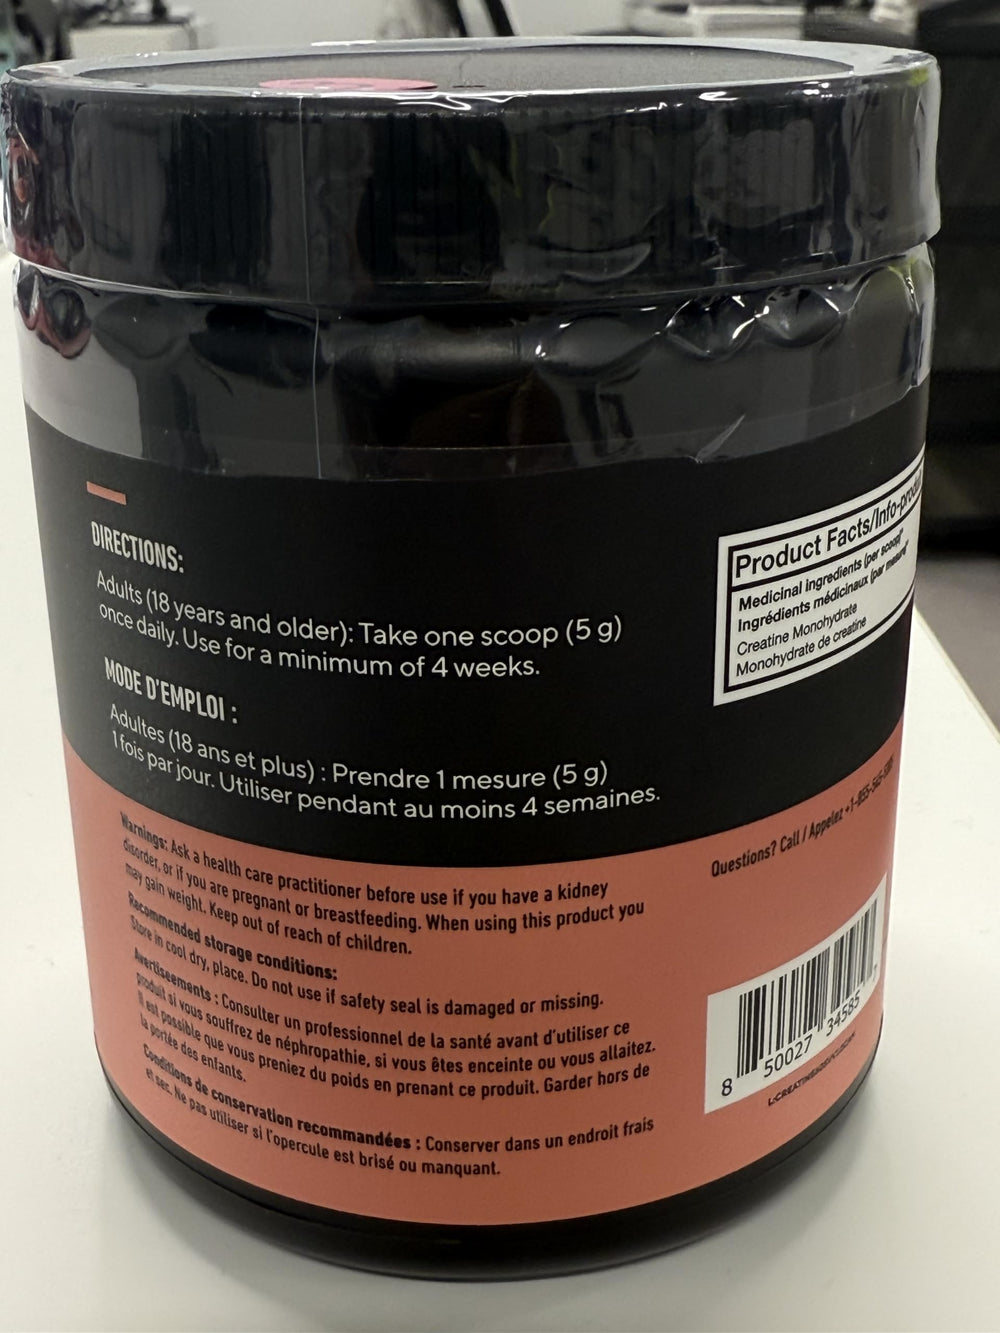 DIRECTIONS:
Adults (18 years and older): Take one scoop (5 g)
once daily. Use for a minimum of 4 weeks.
MODE D'EMPLOI :
Adultes (18 ans et plus) : Prendre 1 mesure (5 g)
1 fois par jour. Utiliser pendant au moins 4 semaines.
Warnings: Ask a health care practitioner before use if you have a kidney
disorder, or if you are pregnant or breastfeeding. When using this product you
may gain weight. Keep out of reach of children.
Recommended storage conditions:
Store in cool dry, place. Do not use if safety seal is damaged or missing.
Avertissements : Consulter un professionnel de la santé avant d'utiliser ce
produit si vous souffrez de néphropathie, si vous êtes enceinte ou vous allaitez.
Il est possible que vous preniez du poids en prenant ce produit. Garder hors de
la portée des enfants.
Conditions de conservation recommandées : Conserver dans un endroit frais
et sec. Ne pas utiliser si l'opercule est brisé ou manquant.
Product Facts/Info-produit
Medicinal ingredients (per scoop)
Ingrédients médicinaux (par mesure)
Creatine Monohydrate
Monohydrate de créatine
Questions? Call / Appelez
8 50027 34585 7